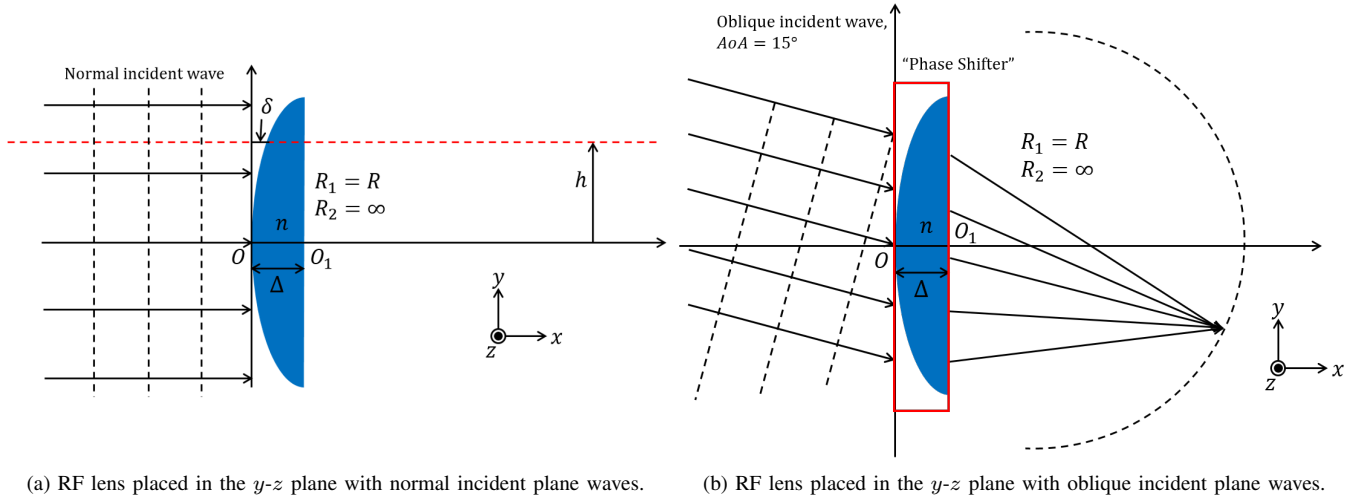 Normal incident wave
δ
h
R₁ = R
R₂ = ∞
n
O
O₁
Δ
y
z
x
(a) RF lens placed in the y-z plane with normal incident plane waves.
Oblique incident wave,
AoA = 15°
"Phase Shifter"
R₁ = R
R₂ = ∞
n
O
O₁
Δ
y
z
x
(b) RF lens placed in the y-z plane with oblique incident plane waves.